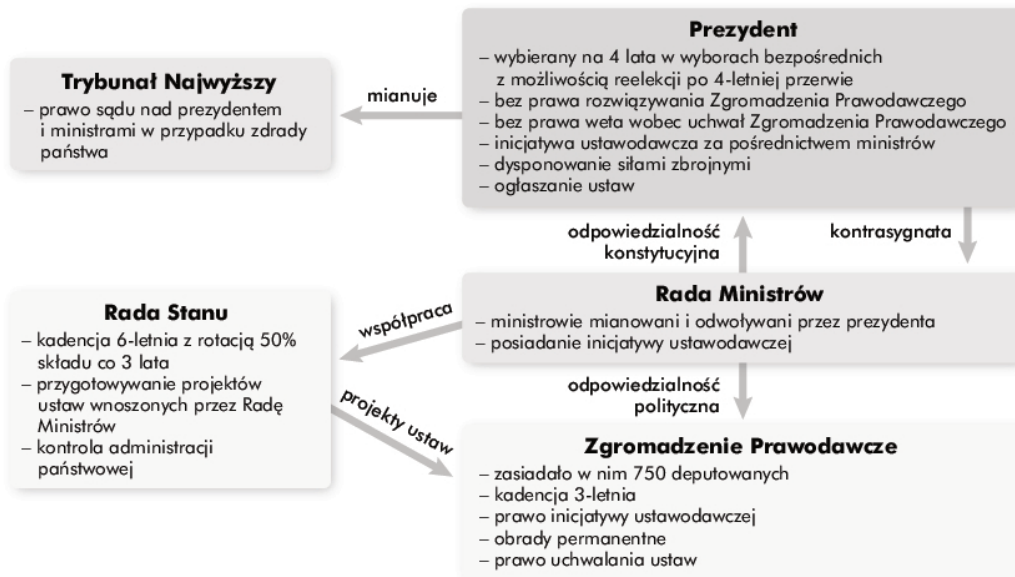 Prezydent
– wybierany na 4 lata w wyborach bezpośrednich
z możliwością reelekcji po 4-letniej przerwie
– bez prawa rozwiązywania Zgromadzenia Prawodawczego
– bez prawa weta wobec uchwał Zgromadzenia Prawodawczego
– inicjatywa ustawodawcza za pośrednictwem ministrów
– dysponowanie siłami zbrojnymi
– ogłaszanie ustaw
mianuje
Trybunał Najwyższy
– prawo sądu nad prezydentem
i ministrami w przypadku zdrady
państwa
odpowiedzialność
konstytucyjna
kontrasygnata
Rada Ministrów
– ministrowie mianowani i odwoływani przez prezydenta
– posiadanie inicjatywy ustawodawczej
współpraca
Rada Stanu
– kadencja 6-letnia z rotacją 50%
składu co 3 lata
– przygotowywanie projektów
ustaw wnoszonych przez Radę
Ministrów
– kontrola administracji
państwowej
odpowiedzialność
polityczna
projekty ustaw
Zgromadzenie Prawodawcze
– zasiadało w nim 750 deputowanych
– kadencja 3-letnia
– prawo inicjatywy ustawodawczej
– obrady permanentne
– prawo uchwalania ustaw